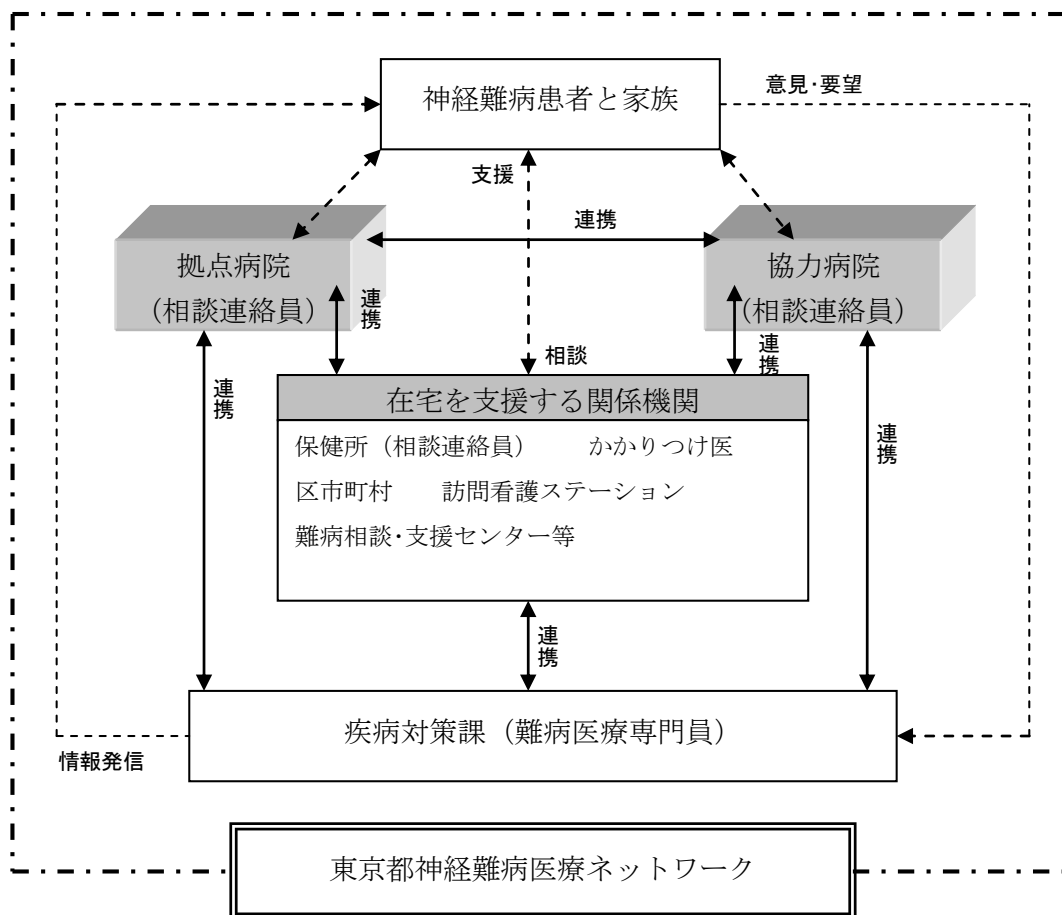 神経難病患者と家族
意見・要望
支援
連携
拠点病院
(相談連絡員)
協力病院
(相談連絡員)
連携
連携
相談
連携
連携
在宅を支援する関係機関
保健所(相談連絡員)　　かかりつけ医
区市町村　　訪問看護ステーション
難病相談・支援センター等
連携
疾病対策課(難病医療専門員)
情報発信
東京都神経難病医療ネットワーク